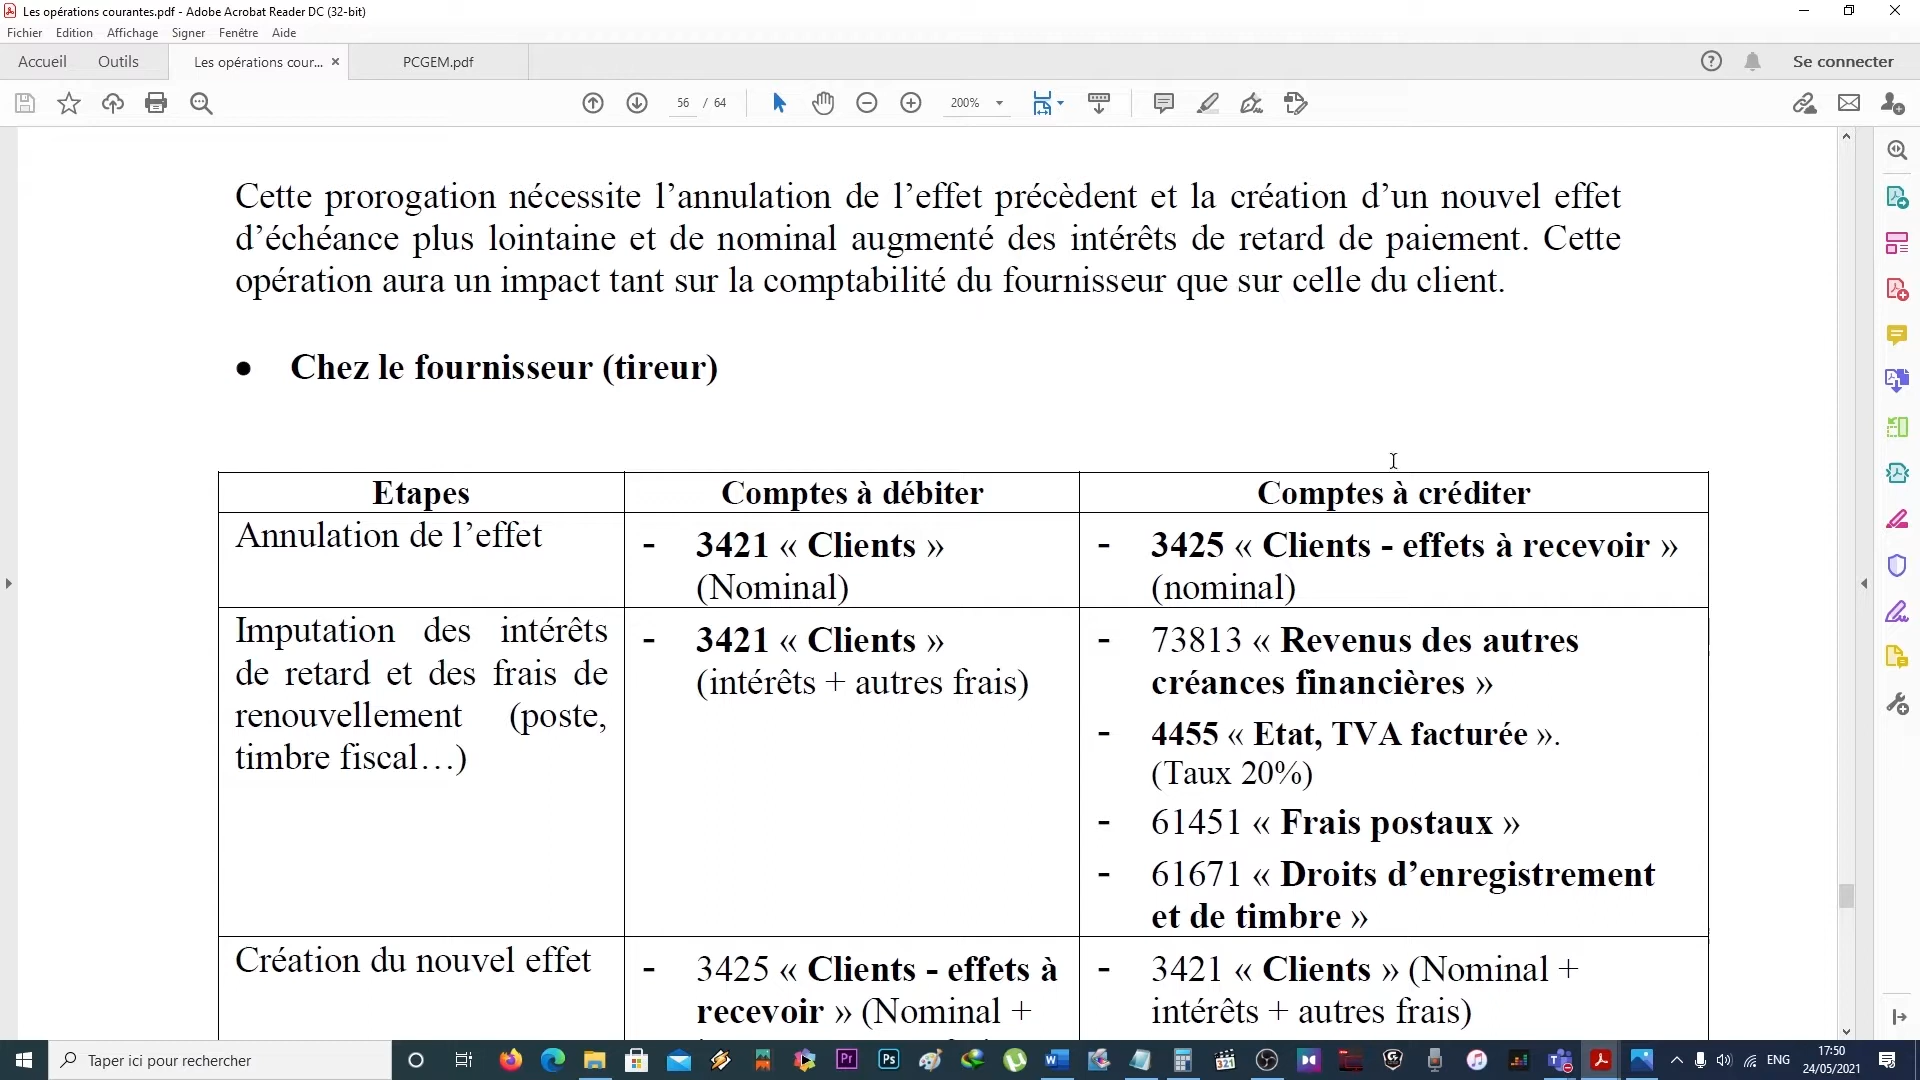 Les opérations courantes.pdf - Adobe Acrobat Reader DC (32-bit)
Fichier Edition Affichage Signer Fenêtre Aide
Accueil Outils Les opérations cour... × PCGEM.pdf Se connecter
56 / 64 200%
Cette prorogation nécessite l’annulation de l’effet précèdent et la création d’un nouvel effet
d’échéance plus lointaine et de nominal augmenté des intérêts de retard de paiement. Cette
opération aura un impact tant sur la comptabilité du fournisseur que sur celle du client.
• Chez le fournisseur (tireur)
Etapes Comptes à débiter Comptes à créditer
Annulation de l’effet
- 3421 « Clients »
(Nominal)
- 3425 « Clients - effets à recevoir »
(nominal)
Imputation des intérêts
de retard et des frais de
renouvellement (poste,
timbre fiscal…)
- 3421 « Clients »
(intérêts + autres frais)
- 73813 « Revenus des autres
créances financières »
- 4455 « Etat, TVA facturée ».
(Taux 20%)
- 61451 « Frais postaux »
- 61671 « Droits d’enregistrement
et de timbre »
Création du nouvel effet
- 3425 « Clients - effets à
recevoir » (Nominal +
- 3421 « Clients » (Nominal +
intérêts + autres frais)
Taper ici pour rechercher
ENG
17:50
24/05/2021